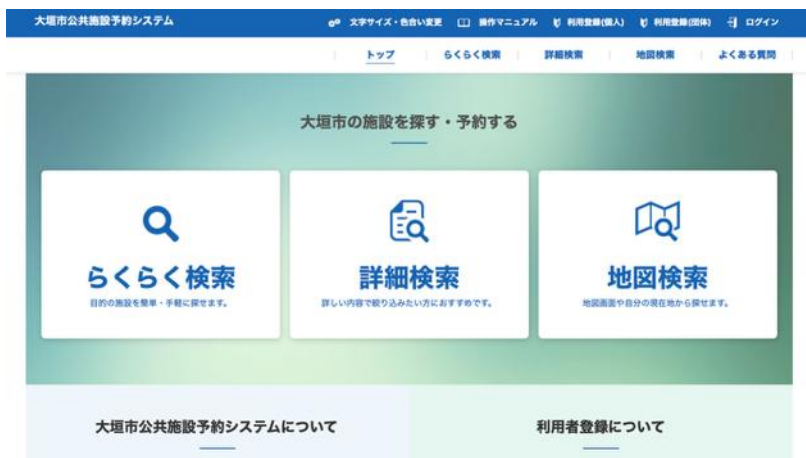 大垣市公共施設予約システム
文字サイズ・色合い変更 操作マニュアル 利用登録(個人) 利用登録(団体) ログイン
トップ らくらく検索 詳細検索 地図検索 よくある質問
大垣市の施設を探す・予約する
らくらく検索 詳細検索 地図検索
目的の施設を簡単・手軽に探せます。 詳しい内容で絞り込みたい方におすすめです。 地図画面や自分の現在地から探せます。
大垣市公共施設予約システムについて 利用者登録について